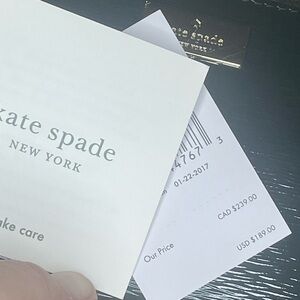 kate spade
NEW YORK
kate spade
NEW YORK
take care
4767 3
01-22-2017
CAD $239.00
Our Price
USD $189.00